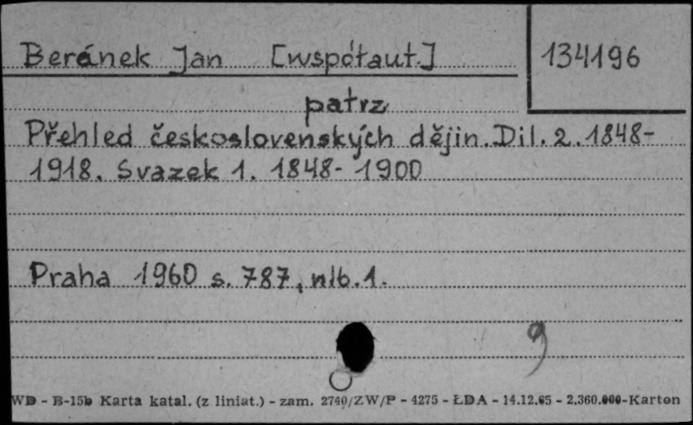 Beránek Jan [współaut.] 134196
patrz
Přehled československých dějin. Dil. 2. 1848-
1918. Svazek 1. 1848-1900
Praha 1960 s. 787, nlb. 1.
9
WD - B-15b Karta katal. (z liniat.) - zam. 2740/ZW/P - 4275 - ŁDA - 14.12.65 - 2.360.000-Karton